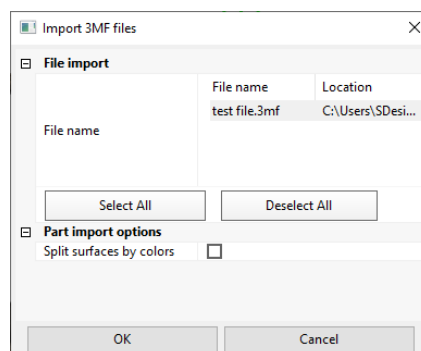 Import 3MF files
File import
File name Location
test file.3mf C:\Users\SDesi...
File name
Select All Deselect All
Part import options
Split surfaces by colors
OK Cancel